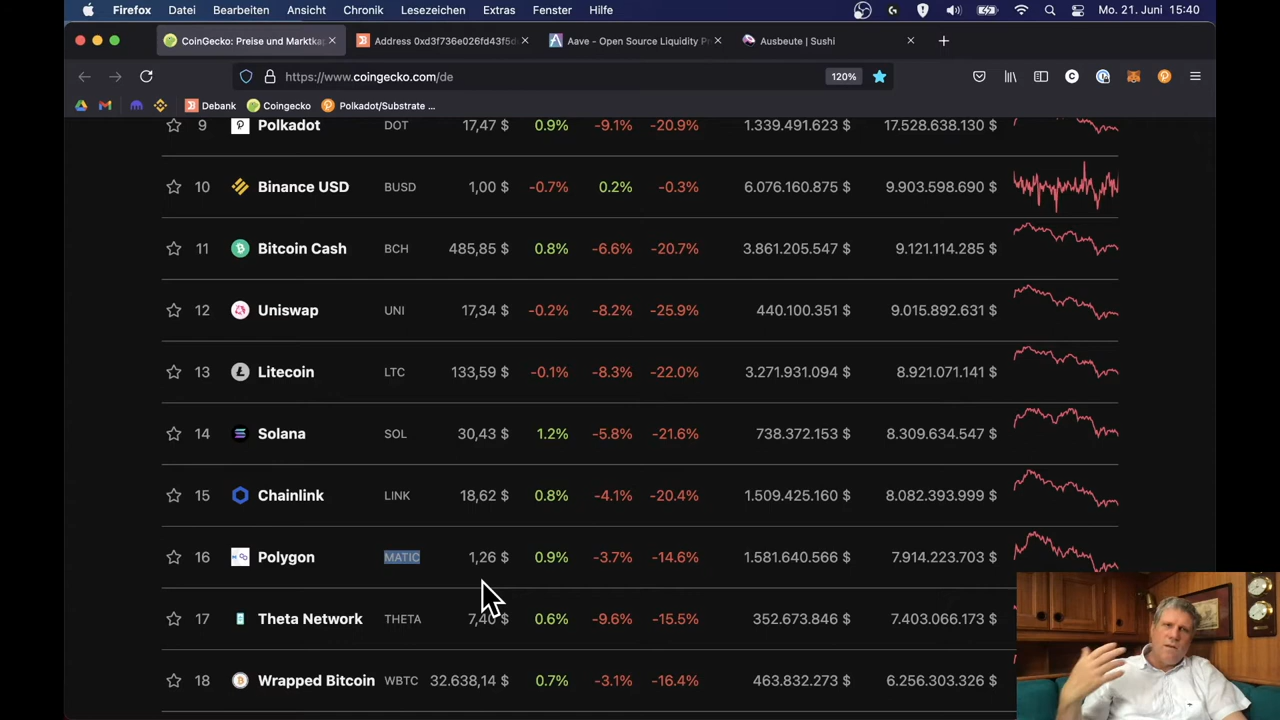 Firefox Datei Bearbeiten Ansicht Chronik Lesezeichen Extras Fenster Hilfe Mo. 21. Juni 15:40
CoinGecko: Preise und Marktka Address 0xd3f736e026fd43f5d Aave - Open Source Liquidity Pr Ausbeute | Sushi
https://www.coingecko.com/de 120%
Debank Coingecko Polkadot/Substrate ...
9 Polkadot DOT 17,47 $ 0.9% -9.1% -20.9% 1.339.491.623 $ 17.528.638.130 $
10 Binance USD BUSD 1,00 $ -0.7% 0.2% -0.3% 6.076.160.875 $ 9.903.598.690 $
11 Bitcoin Cash BCH 485,85 $ 0.8% -6.6% -20.7% 3.861.205.547 $ 9.121.114.285 $
12 Uniswap UNI 17,34 $ -0.2% -8.2% -25.9% 440.100.351 $ 9.015.892.631 $
13 Litecoin LTC 133,59 $ -0.1% -8.3% -22.0% 3.271.931.094 $ 8.921.071.141 $
14 Solana SOL 30,43 $ 1.2% -5.8% -21.6% 738.372.153 $ 8.309.634.547 $
15 Chainlink LINK 18,62 $ 0.8% -4.1% -20.4% 1.509.425.160 $ 8.082.393.999 $
16 Polygon MATIC 1,26 $ 0.9% -3.7% -14.6% 1.581.640.566 $ 7.914.223.703 $
17 Theta Network THETA 7,40 $ 0.6% -9.6% -15.5% 352.673.846 $ 7.403.066.173 $
18 Wrapped Bitcoin WBTC 32.638,14 $ 0.7% -3.1% -16.4% 463.832.273 $ 6.256.303.326 $